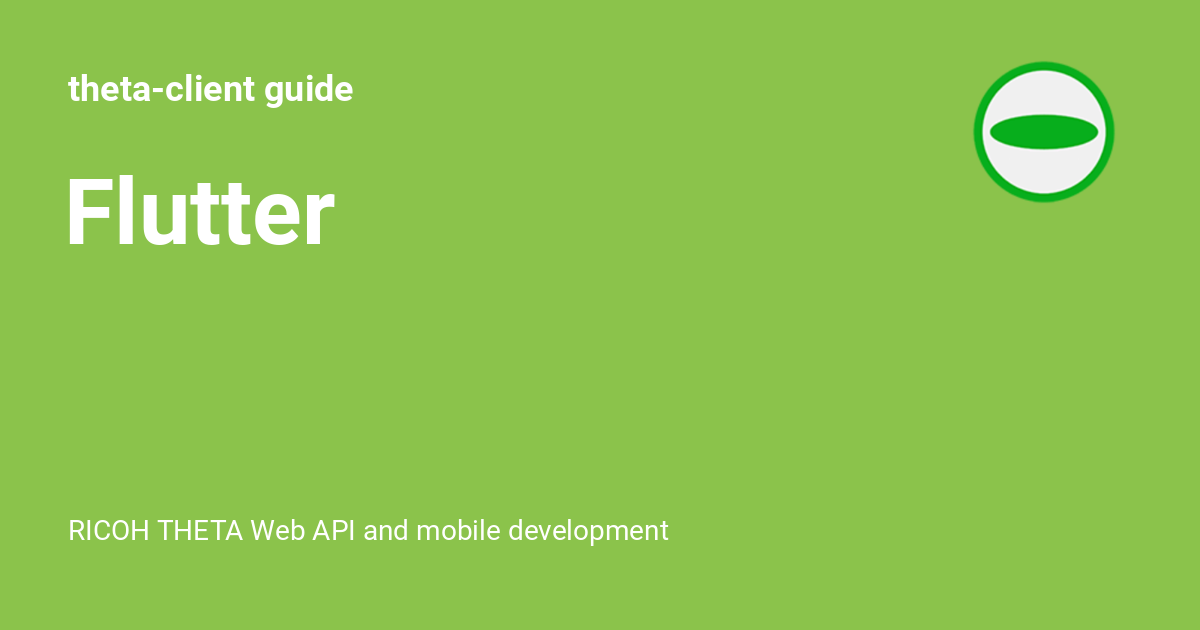 theta-client guide
Flutter
RICOH THETA Web API and mobile development